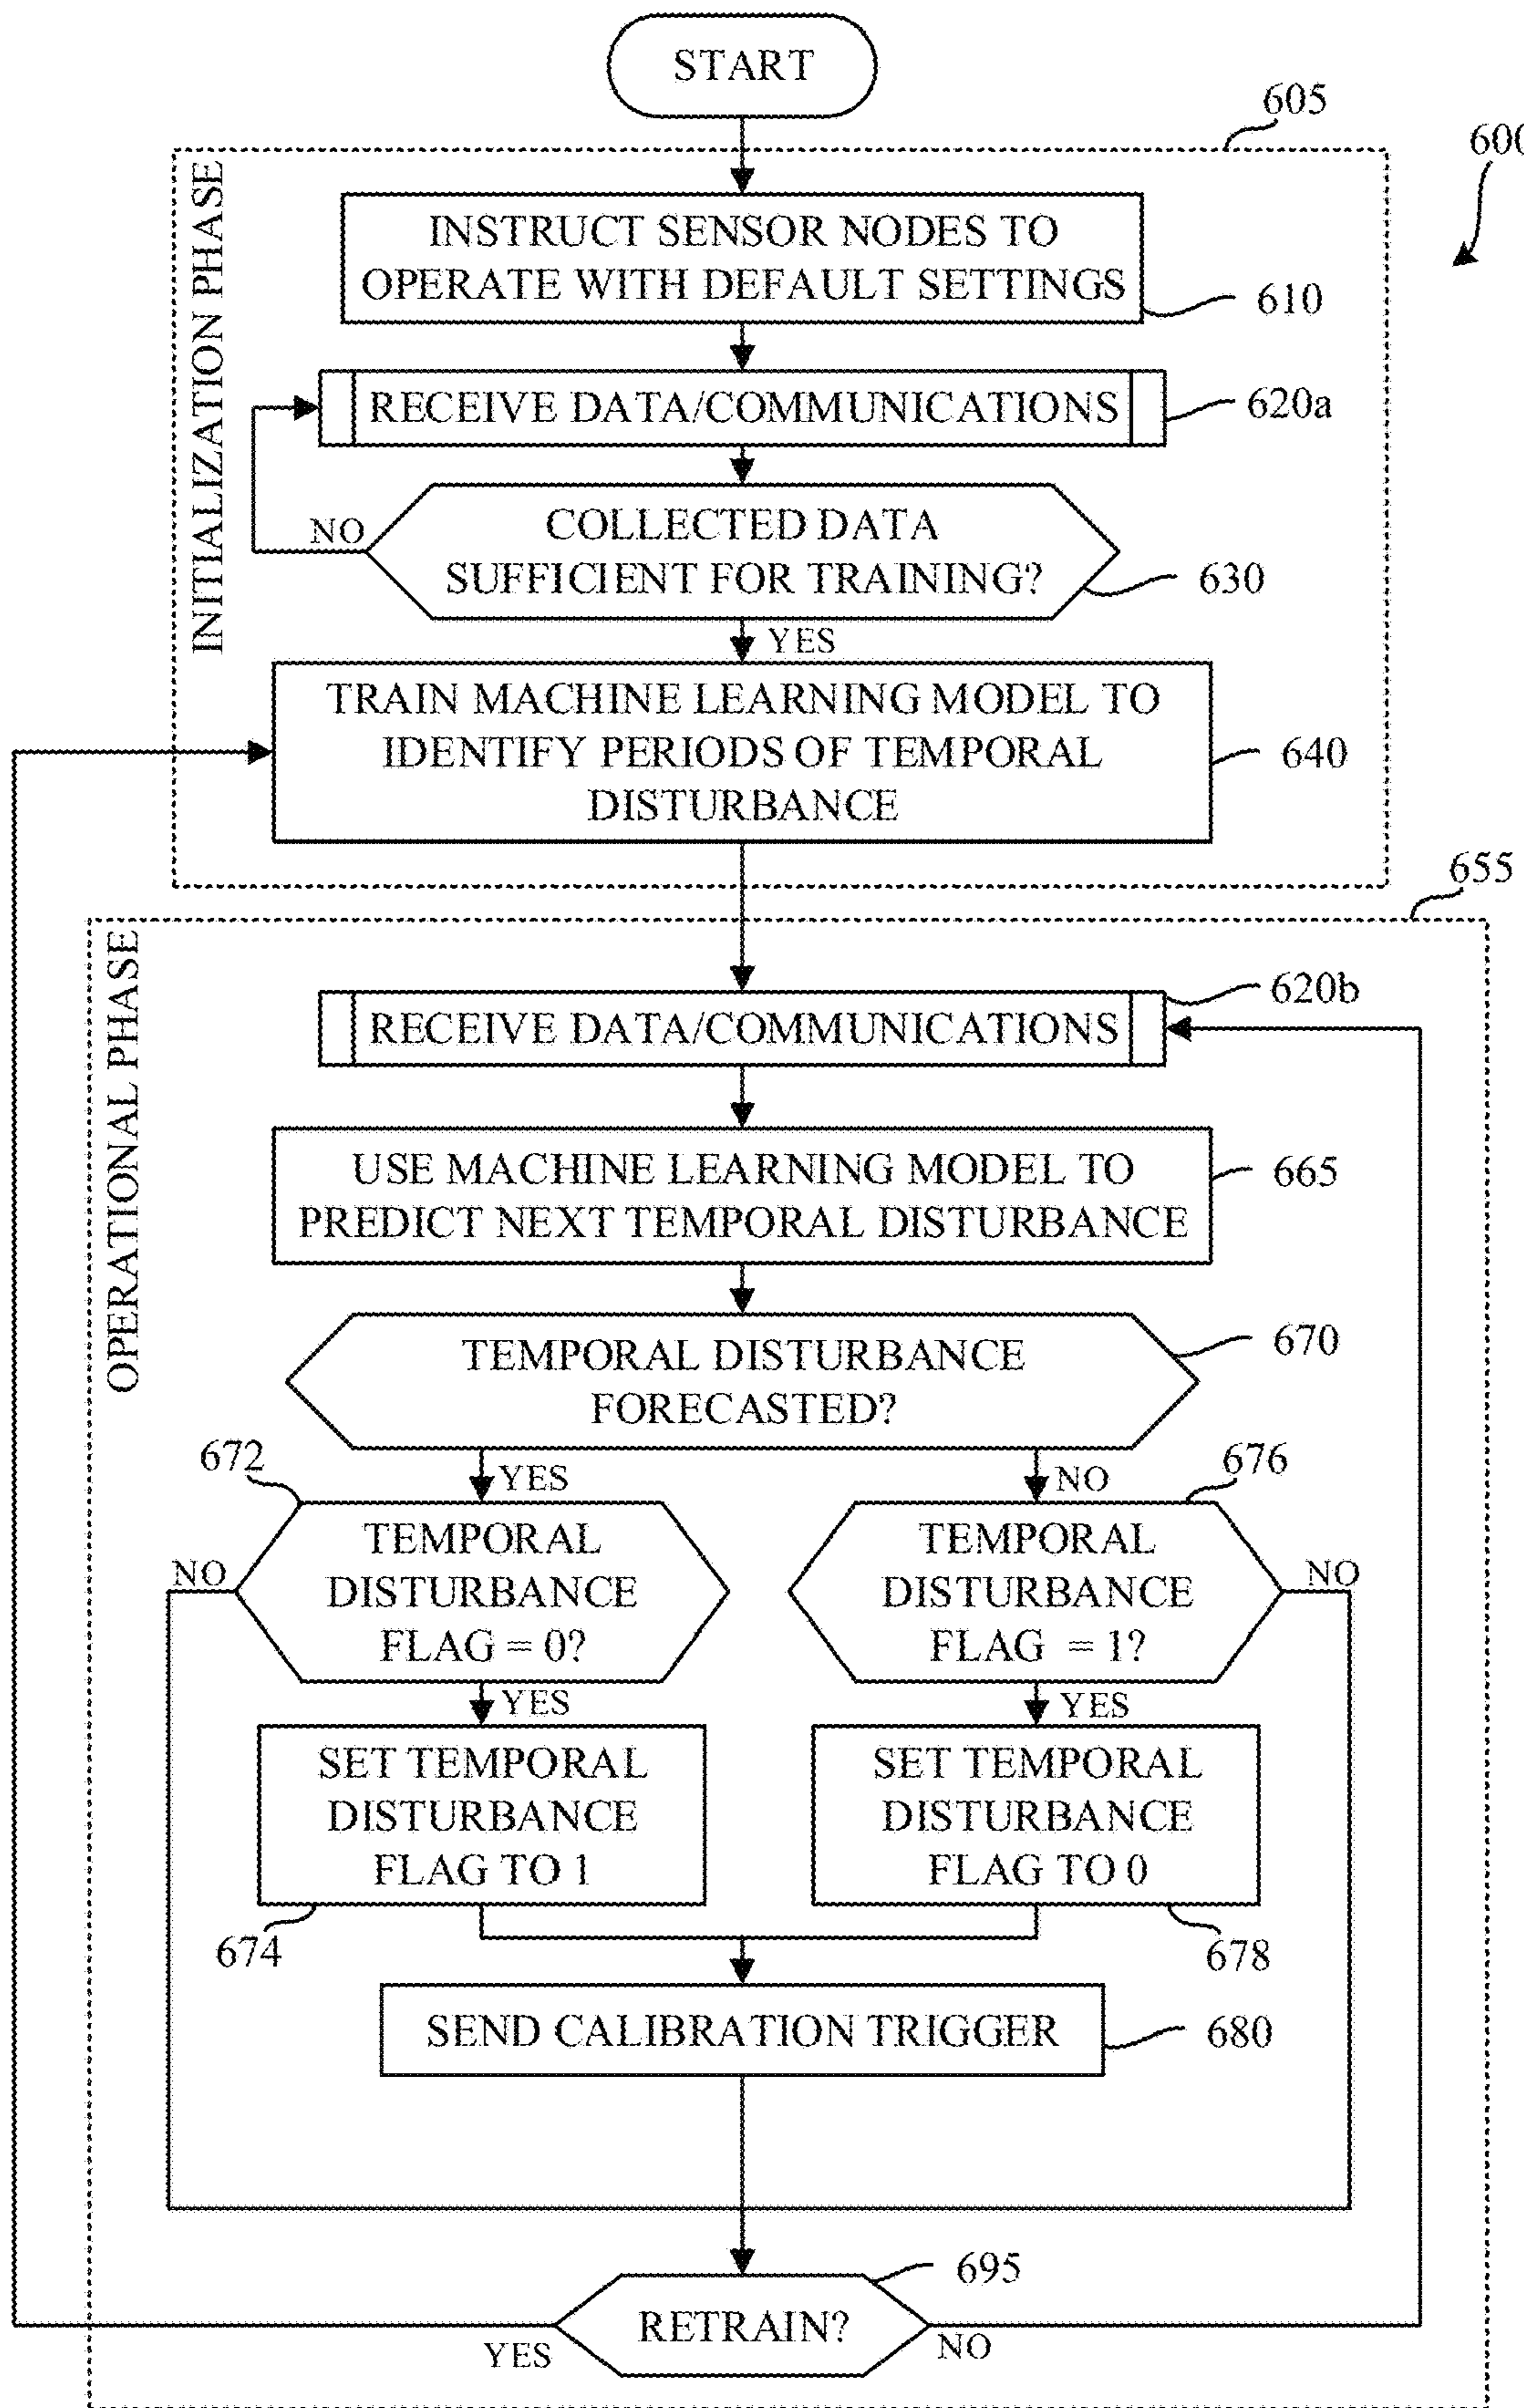 START
605
600
INITIALIZATION PHASE
INSTRUCT SENSOR NODES TO
OPERATE WITH DEFAULT SETTINGS
610
RECEIVE DATA/COMMUNICATIONS
620a
COLLECTED DATA
SUFFICIENT FOR TRAINING?
NO
630
YES
TRAIN MACHINE LEARNING MODEL TO
IDENTIFY PERIODS OF TEMPORAL
DISTURBANCE
640
655
OPERATIONAL PHASE
620b
RECEIVE DATA/COMMUNICATIONS
USE MACHINE LEARNING MODEL TO
PREDICT NEXT TEMPORAL DISTURBANCE
665
TEMPORAL DISTURBANCE
FORECASTED?
670
672
YES
NO
676
TEMPORAL
DISTURBANCE
FLAG = 0?
NO
TEMPORAL
DISTURBANCE
FLAG = 1?
NO
YES
YES
SET TEMPORAL
DISTURBANCE
FLAG TO 1
SET TEMPORAL
DISTURBANCE
FLAG TO 0
674
678
SEND CALIBRATION TRIGGER
680
695
RETRAIN?
YES
NO